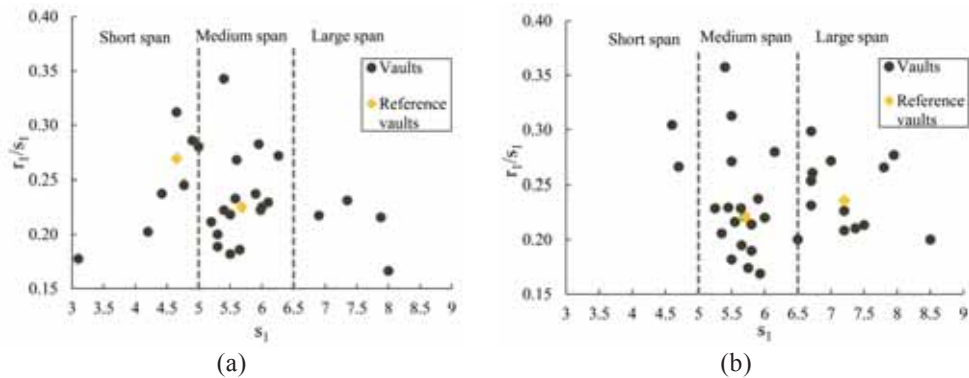 0.40
0.35
0.30
0.25
0.20
0.15
r1/s1
Short span
Medium span
Large span
Vaults
Reference
vaults
3 3.5 4 4.5 5 5.5 6 6.5 7 7.5 8 8.5 9
s1
(a)
0.40
0.35
0.30
0.25
0.20
0.15
r1/s1
Short span
Medium span
Large span
Vaults
Reference
vaults
3 3.5 4 4.5 5 5.5 6 6.5 7 7.5 8 8.5 9
s1
(b)